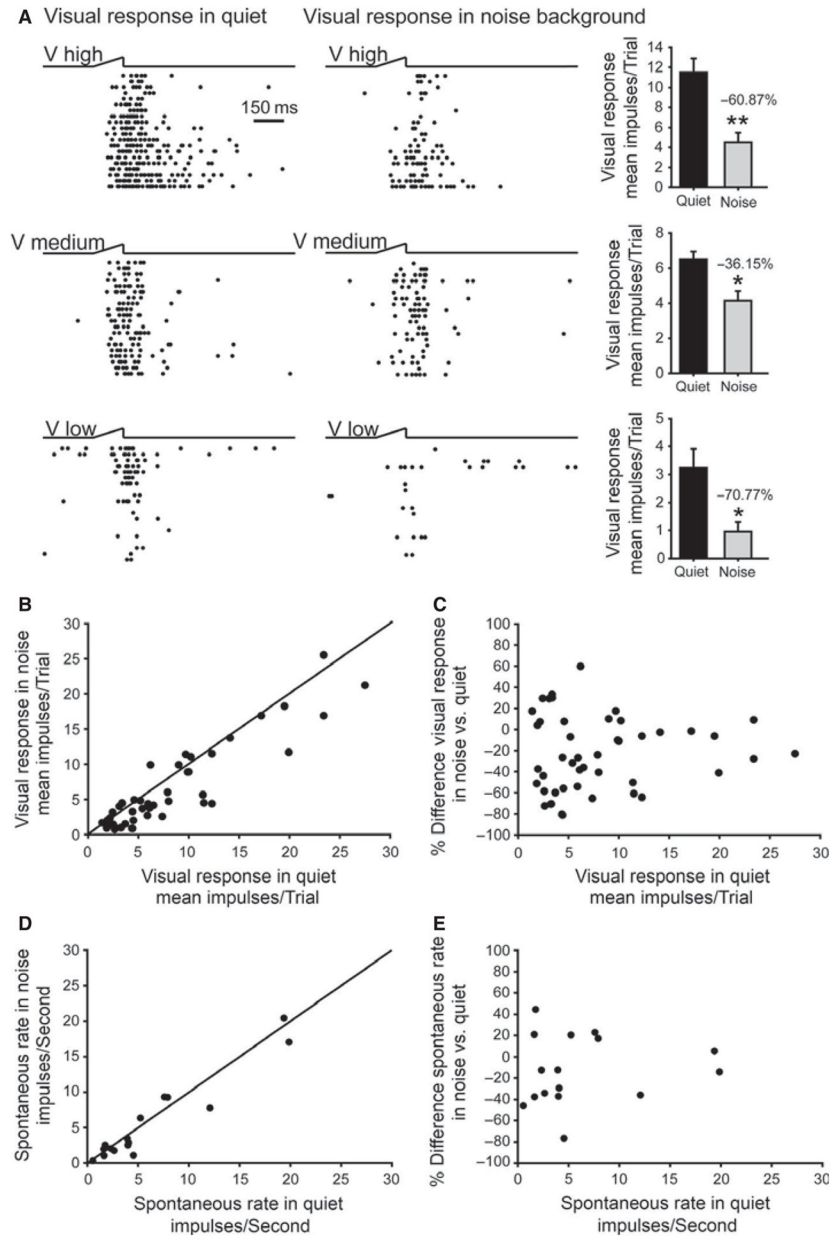 A Visual response in quiet Visual response in noise background
V high
V high
150 ms
Visual response
mean impulses/Trial
14
12
10
8
6
4
2
0
−60.87%
**
Quiet Noise
V medium
V medium
Visual response
mean impulses/Trial
8
6
4
2
0
−36.15%
*
Quiet Noise
V low
V low
Visual response
mean impulses/Trial
5
4
3
2
1
0
−70.77%
*
Quiet Noise
B
Visual response in noise
mean impulses/Trial
30
25
20
15
10
5
0
0 5 10 15 20 25 30
Visual response in quiet
mean impulses/Trial
C
% Difference visual response
in noise vs. quiet
100
80
60
40
20
0
−20
−40
−60
−80
−100
0 5 10 15 20 25 30
Visual response in quiet
mean impulses/Trial
D
Spontaneous rate in noise
impulses/Second
30
25
20
15
10
5
0
0 5 10 15 20 25 30
Spontaneous rate in quiet
impulses/Second
E
% Difference spontaneous rate
in noise vs. quiet
100
80
60
40
20
0
−20
−40
−60
−80
−100
0 5 10 15 20 25 30
Spontaneous rate in quiet
impulses/Second